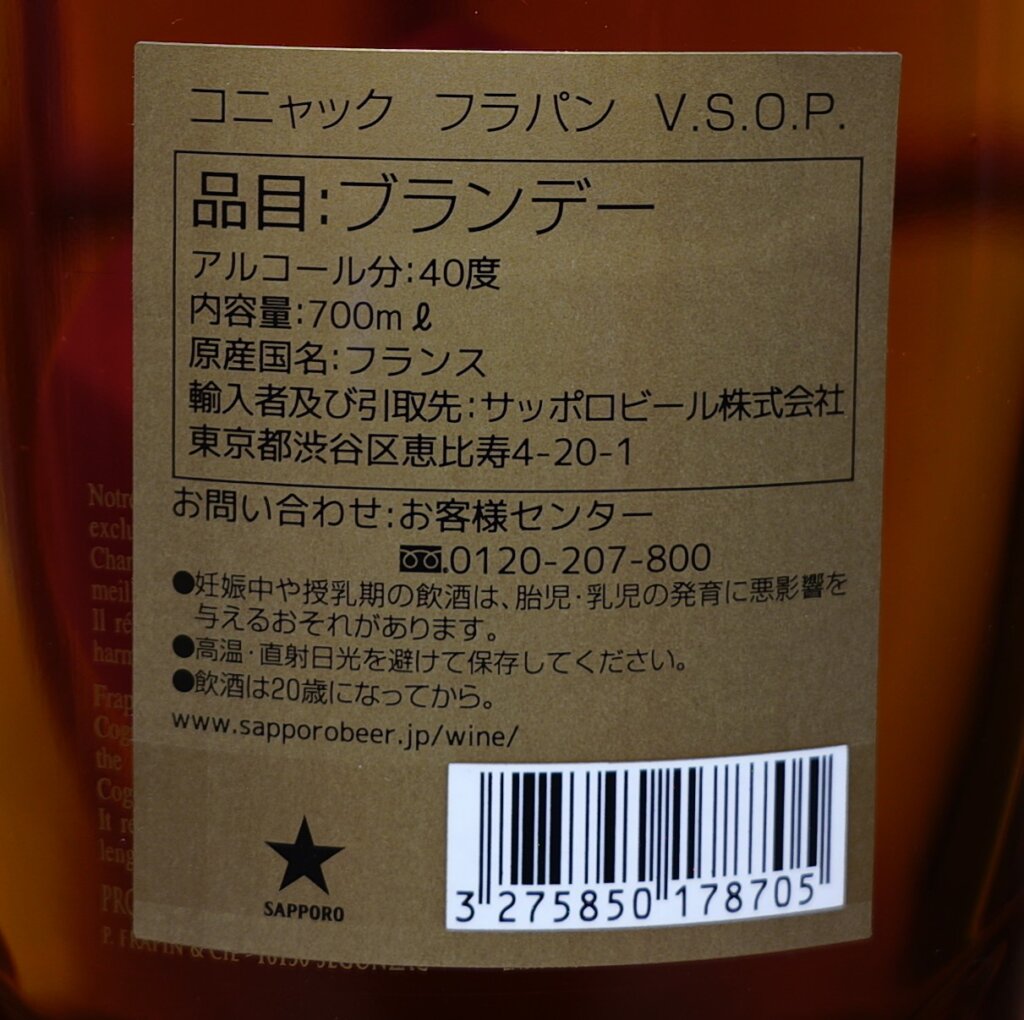 コニャック フラパン V.S.O.P.
品目:ブランデー
アルコール分:40度
内容量:700mℓ
原産国名:フランス
輸入者及び引取先:サッポロビール株式会社
東京都渋谷区恵比寿4-20-1
お問い合わせ:お客様センター
0120-207-800
●妊娠中や授乳期の飲酒は、胎児・乳児の発育に悪影響を
与えるおそれがあります。
●高温・直射日光を避けて保存してください。
●飲酒は20歳になってから。
www.sapporobeer.jp/wine/
SAPPORO
3 275850 178705